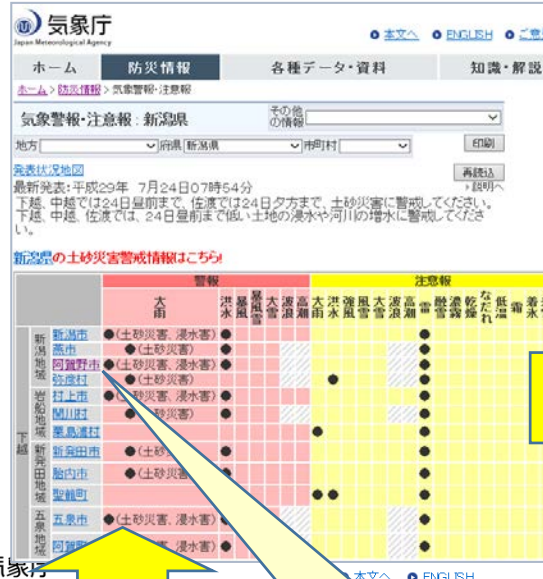 気象庁
Japan Meteorological Agency
本文へ ENGLISH ご意
ホーム 防災情報 各種データ・資料 知識・解説
ホーム > 防災情報 > 気象警報・注意報
気象警報・注意報：新潟県 その他の情報
地方 府県 新潟県 市町村 印刷
発表状況地図 再読込
最新発表：平成29年 7月24日07時54分 > 説明へ
下越、中越では24日昼前まで、佐渡では24日夕方まで、土砂災害に警戒してください。
下越、中越、佐渡では、24日昼前まで低い土地の浸水や河川の増水に警戒してください。
新潟県の土砂災害警戒情報はこちら!
警報 注意報
大雨 洪水 暴風 暴風雪 大雪 波浪 高潮 大雨 洪水 強風 風雪 大雪 波浪 高潮 雷 融雪 濃霧 乾燥 なだれ 低温 霜 着氷
下越
新潟地域
新潟市 ●(土砂災害、浸水害) ● ●
燕市 ●(土砂災害) ● ●
阿賀野市 ●(土砂災害、浸水害) ● ●
弥彦村 ●(土砂災害) ● ●
岩船地域
村上市 ●(土砂災害、浸水害) ● ●
関川村 砂災害) ● ●
粟島浦村 ● ●
新発田地域
新発田市 ●(土砂 ● ●
胎内市 ●(土砂災害 ● ●
聖籠町 ● ● ●
五泉地域
五泉市 ●(土砂災害、浸水害) ● ●
阿賀町 害、浸水害) ● ●
気象庁
本文へ ENGLISH